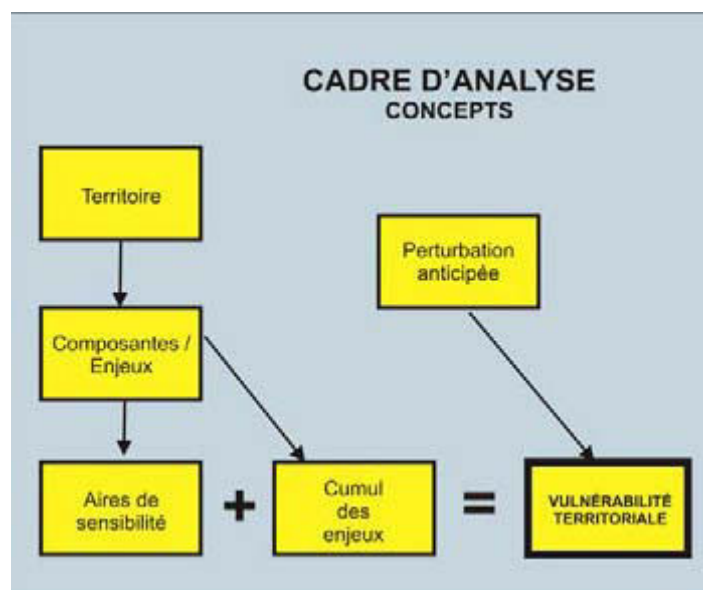 CADRE D'ANALYSE
CONCEPTS
Territoire
Perturbation
anticipée
Composantes /
Enjeux
Aires de
sensibilité
+
Cumul
des
enjeux
=
VULNÉRABILITÉ
TERRITORIALE